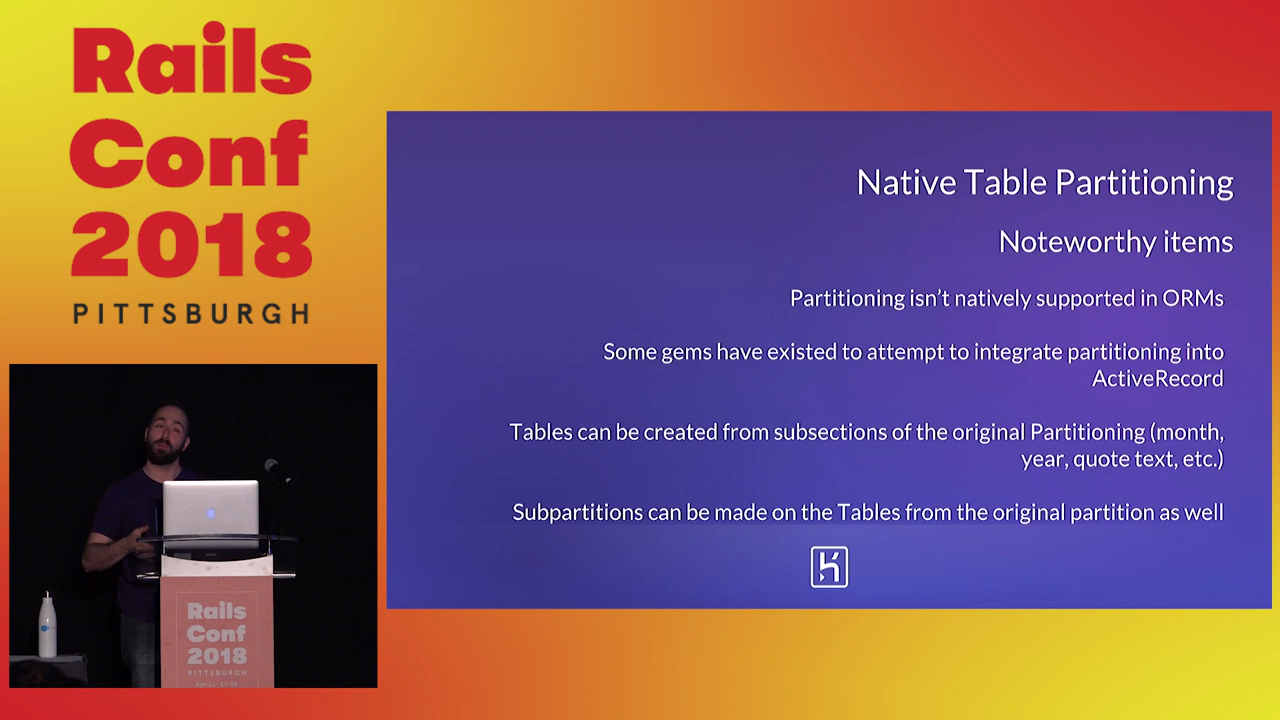 Rails
Conf
2018
PITTSBURGH
Native Table Partitioning
Noteworthy items
Partitioning isn't natively supported in ORMs
Some gems have existed to attempt to integrate partitioning into
ActiveRecord
Tables can be created from subsections of the original Partitioning (month,
year, quote text, etc.)
Subpartitions can be made on the Tables from the original partition as well
Rails
Conf
2018
PITTSBURGH
April 17-19